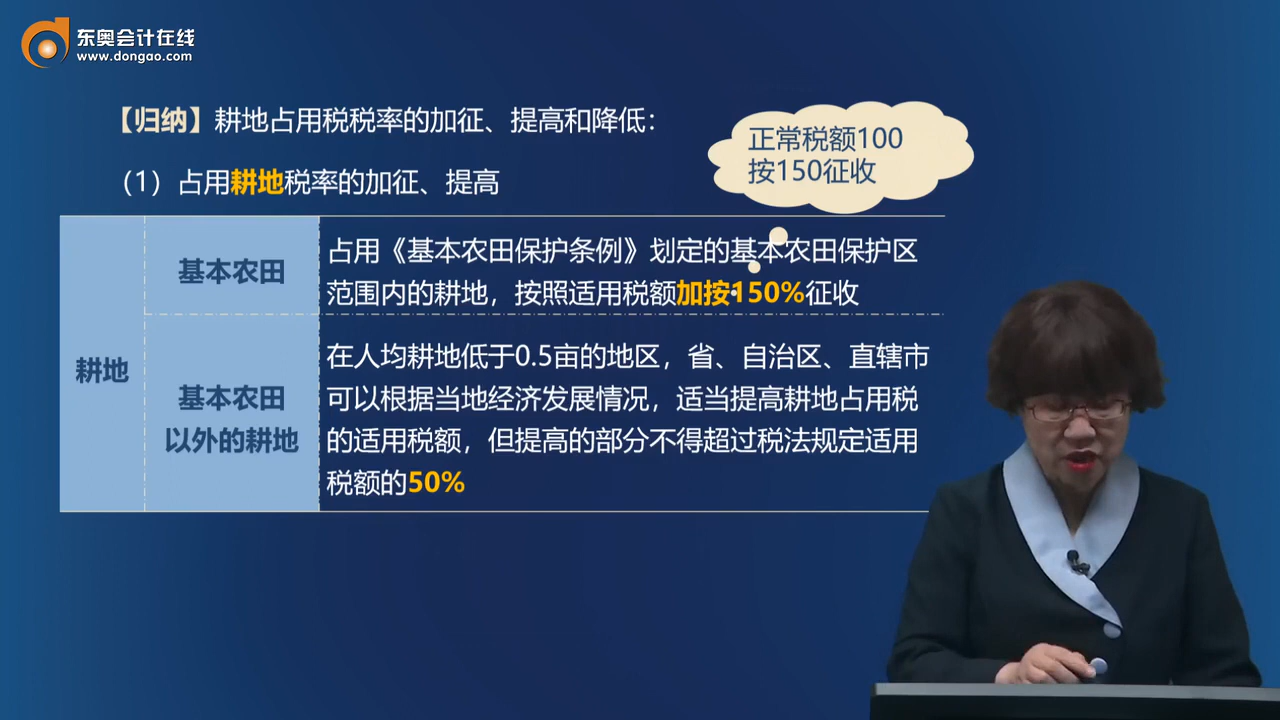 东奥会计在线
www.dongao.com
【归纳】耕地占用税税率的加征、提高和降低：
正常税额100
按150征收
（1）占用耕地税率的加征、提高
耕地
基本农田
占用《基本农田保护条例》划定的基本农田保护区
范围内的耕地，按照适用税额加按150%征收
基本农田
以外的耕地
在人均耕地低于0.5亩的地区，省、自治区、直辖市
可以根据当地经济发展情况，适当提高耕地占用税
的适用税额，但提高的部分不得超过税法规定适用
税额的50%